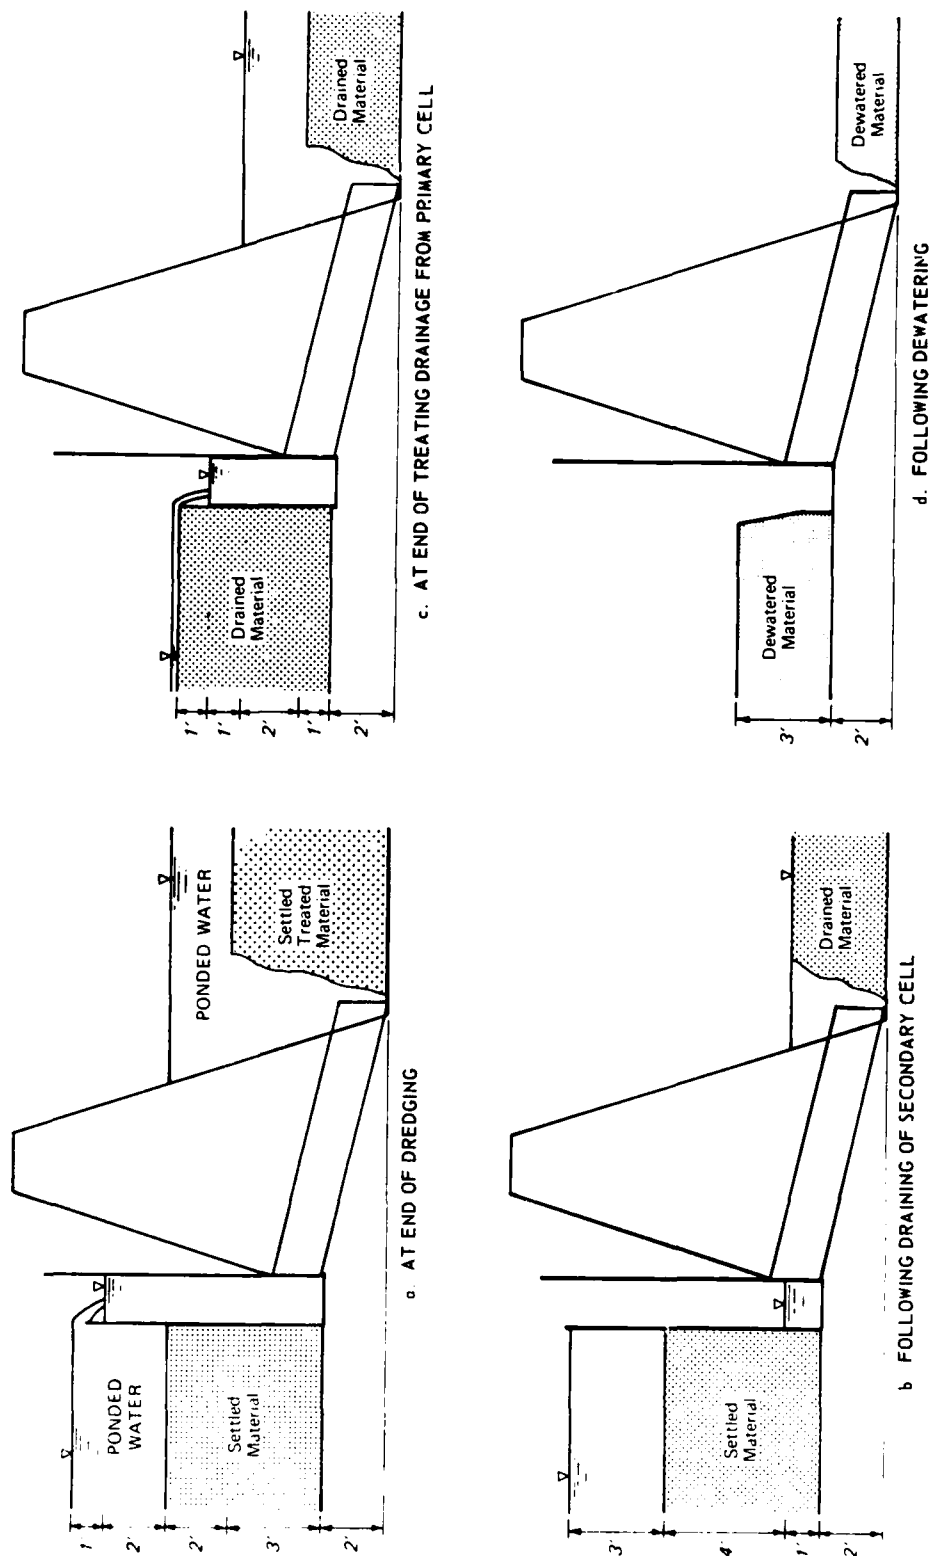 1'
2'
2'
3'
2'
PONDED
WATER
Settled
Material
PONDED WATER
Settled
Treated
Material
a. AT END OF DREDGING
3'
4'
1'
2'
Settled
Material
Drained
Material
b FOLLOWING DRAINING OF SECONDARY CELL
1'
1'
2'
1'
2'
Drained
Material
Drained
Material
c. AT END OF TREATING DRAINAGE FROM PRIMARY CELL
3'
2'
Dewatered
Material
Dewatered
Material
d. FOLLOWING DEWATERING